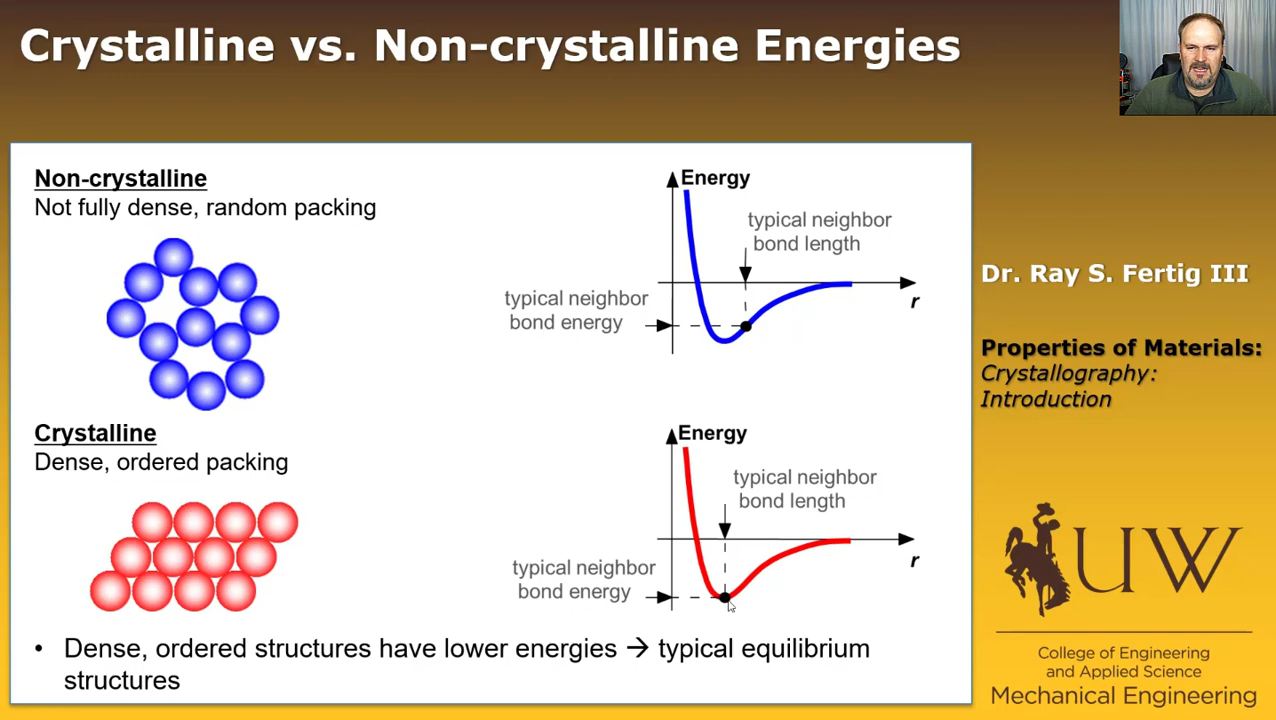 Crystalline vs. Non-crystalline Energies
Non-crystalline
Not fully dense, random packing
Energy
typical neighbor
bond length
typical neighbor
bond energy
r
Crystalline
Dense, ordered packing
Energy
typical neighbor
bond length
typical neighbor
bond energy
r
• Dense, ordered structures have lower energies → typical equilibrium
structures
Dr. Ray S. Fertig III
Properties of Materials:
Crystallography:
Introduction
UW
College of Engineering
and Applied Science
Mechanical Engineering